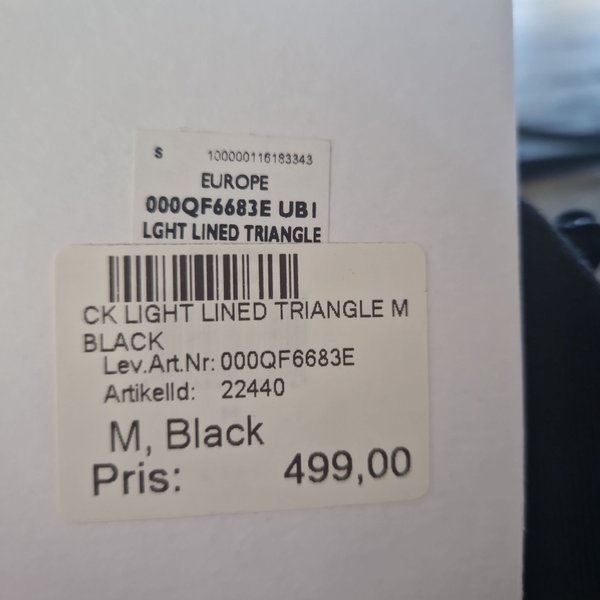 S 100000116183343
EUROPE
000QF6683E UB1
LGHT LINED TRIANGLE
CK LIGHT LINED TRIANGLE M
BLACK
Lev.Art.Nr: 000QF6683E
ArtikelId: 22440
M, Black
Pris: 499,00